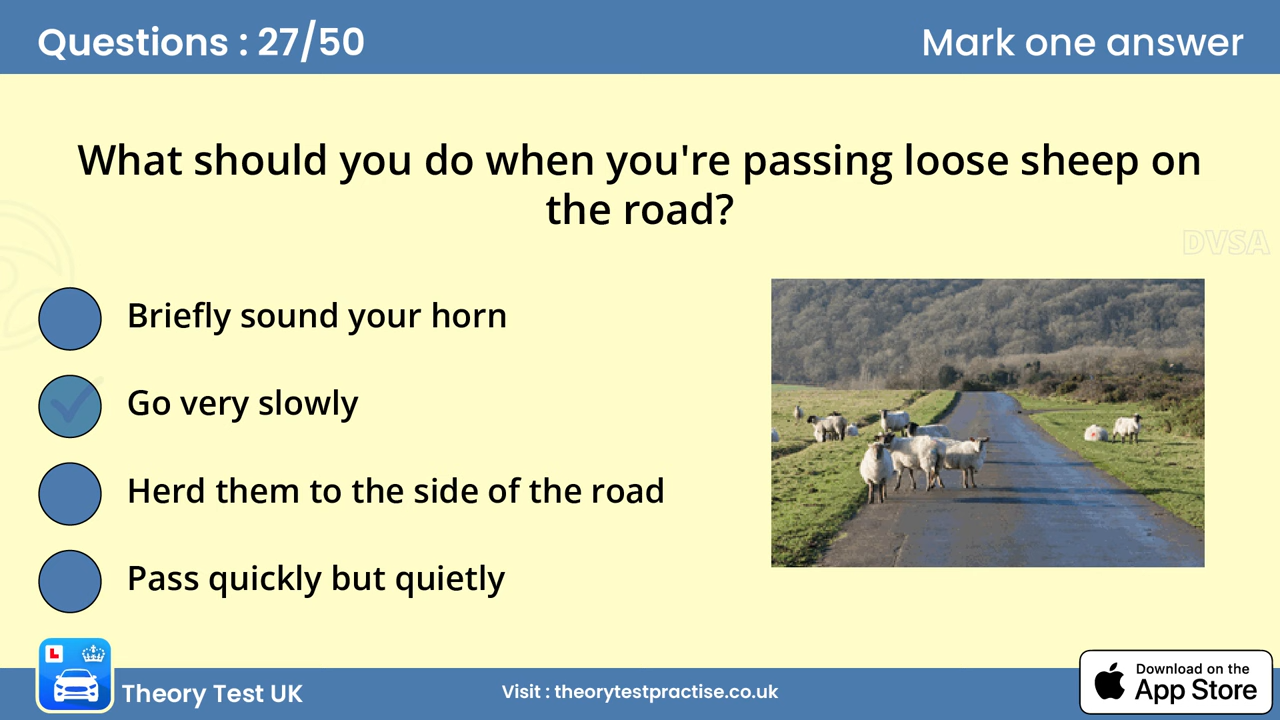 Questions : 27/50
Mark one answer
What should you do when you're passing loose sheep on
the road?
DVSA
Briefly sound your horn
Go very slowly
Herd them to the side of the road
Pass quickly but quietly
L
Theory Test UK
Visit : theorytestpractise.co.uk
Download on the
App Store